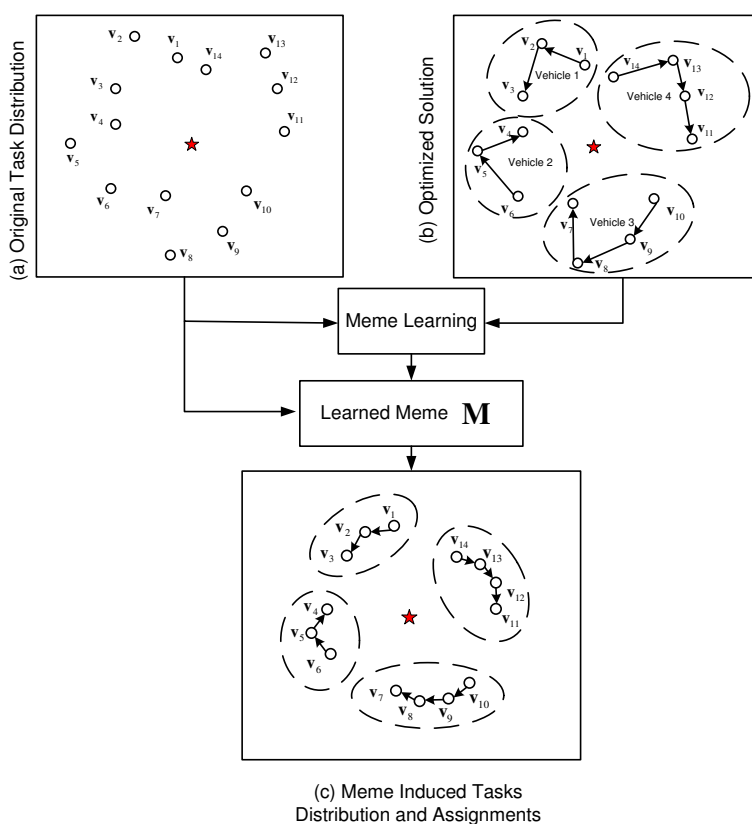 (a) Original Task Distribution
v2
v1
v14
v13
v3
v12
v4
v11
v5
v6
v7
v10
v9
v8
(b) Optimized Solution
v2
v1
v3
Vehicle 1
v14
v13
Vehicle 4
v12
v11
v4
v5
Vehicle 2
v6
v7
Vehicle 3
v10
v9
v8
Meme Learning
Learned Meme M
v1
v2
v3
v14
v13
v12
v11
v4
v5
v6
v7
v8
v9
v10
(c) Meme Induced Tasks
Distribution and Assignments